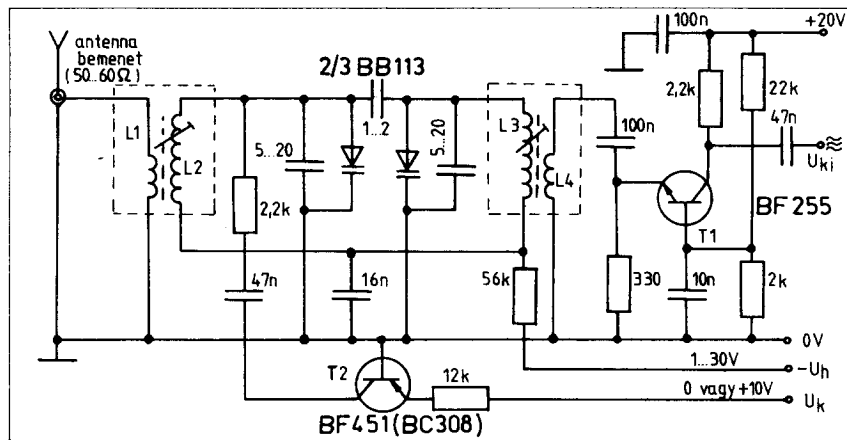 antenna
bemenet
(50...60Ω)
L1
L2
2/3 BB113
1...2
5...20
5...20
2,2k
47n
16n
L3
L4
56k
100n
100n
+20V
2,2k
22k
47n
Uki
BF255
T1
330
10n
2k
0V
1...30V
-Uh
T2
12k
0 vagy +10V
Uk
BF451(BC308)